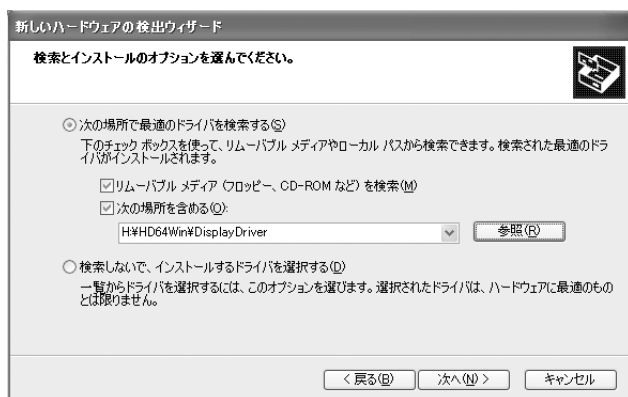 新しいハードウェアの検出ウィザード
検索とインストールのオプションを選んでください。
次の場所で最適のドライバを検索する(S)
下のチェック ボックスを使って、リムーバブル メディアやローカル パスから検索できます。検索された最適のドラ
イバがインストールされます。
リムーバブル メディア (フロッピー、CD-ROM など) を検索(M)
次の場所を含める(O):
H:¥HD64Win¥DisplayDriver
参照(R)
検索しないで、インストールするドライバを選択する(D)
一覧からドライバを選択するには、このオプションを選びます。選択されたドライバは、ハードウェアに最適のもの
とは限りません。
< 戻る(B)
次へ(N) >
キャンセル